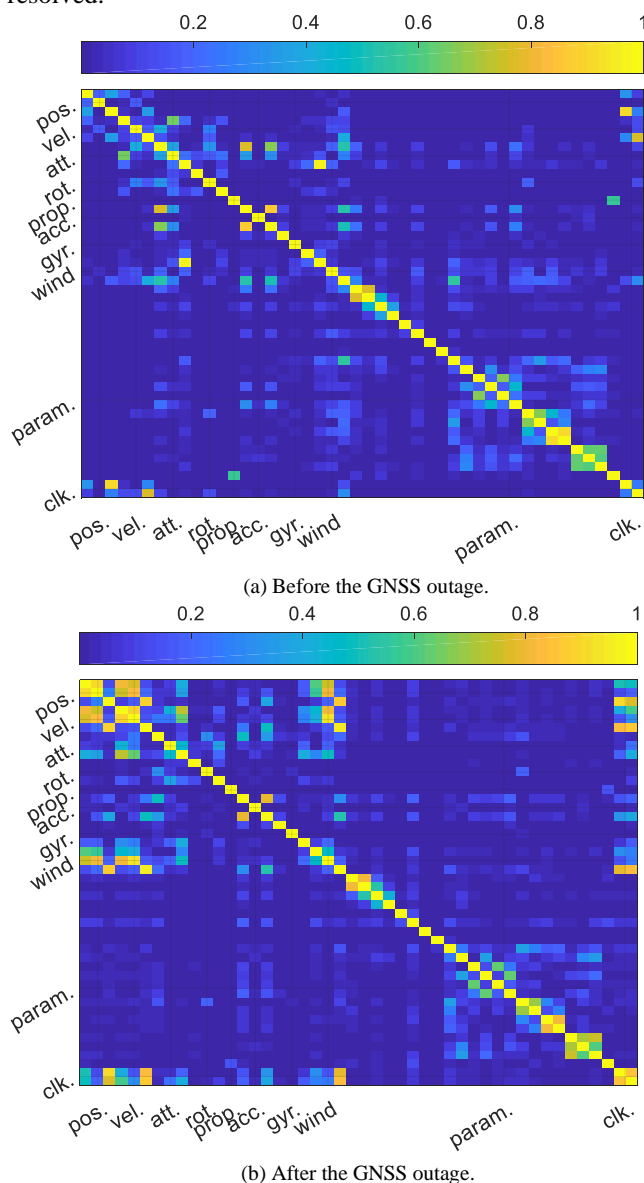 resolved.
0.2 0.4 0.6 0.8 1
pos.
vel.
att.
rot.
prop.
acc.
gyr.
wind
param.
clk.
pos. vel. att. rot. prop. acc. gyr. wind param. clk.
(a) Before the GNSS outage.
0.2 0.4 0.6 0.8 1
pos.
vel.
att.
rot.
prop.
acc.
gyr.
wind
param.
clk.
pos. vel. att. rot. prop. acc. gyr. wind param. clk.
(b) After the GNSS outage.